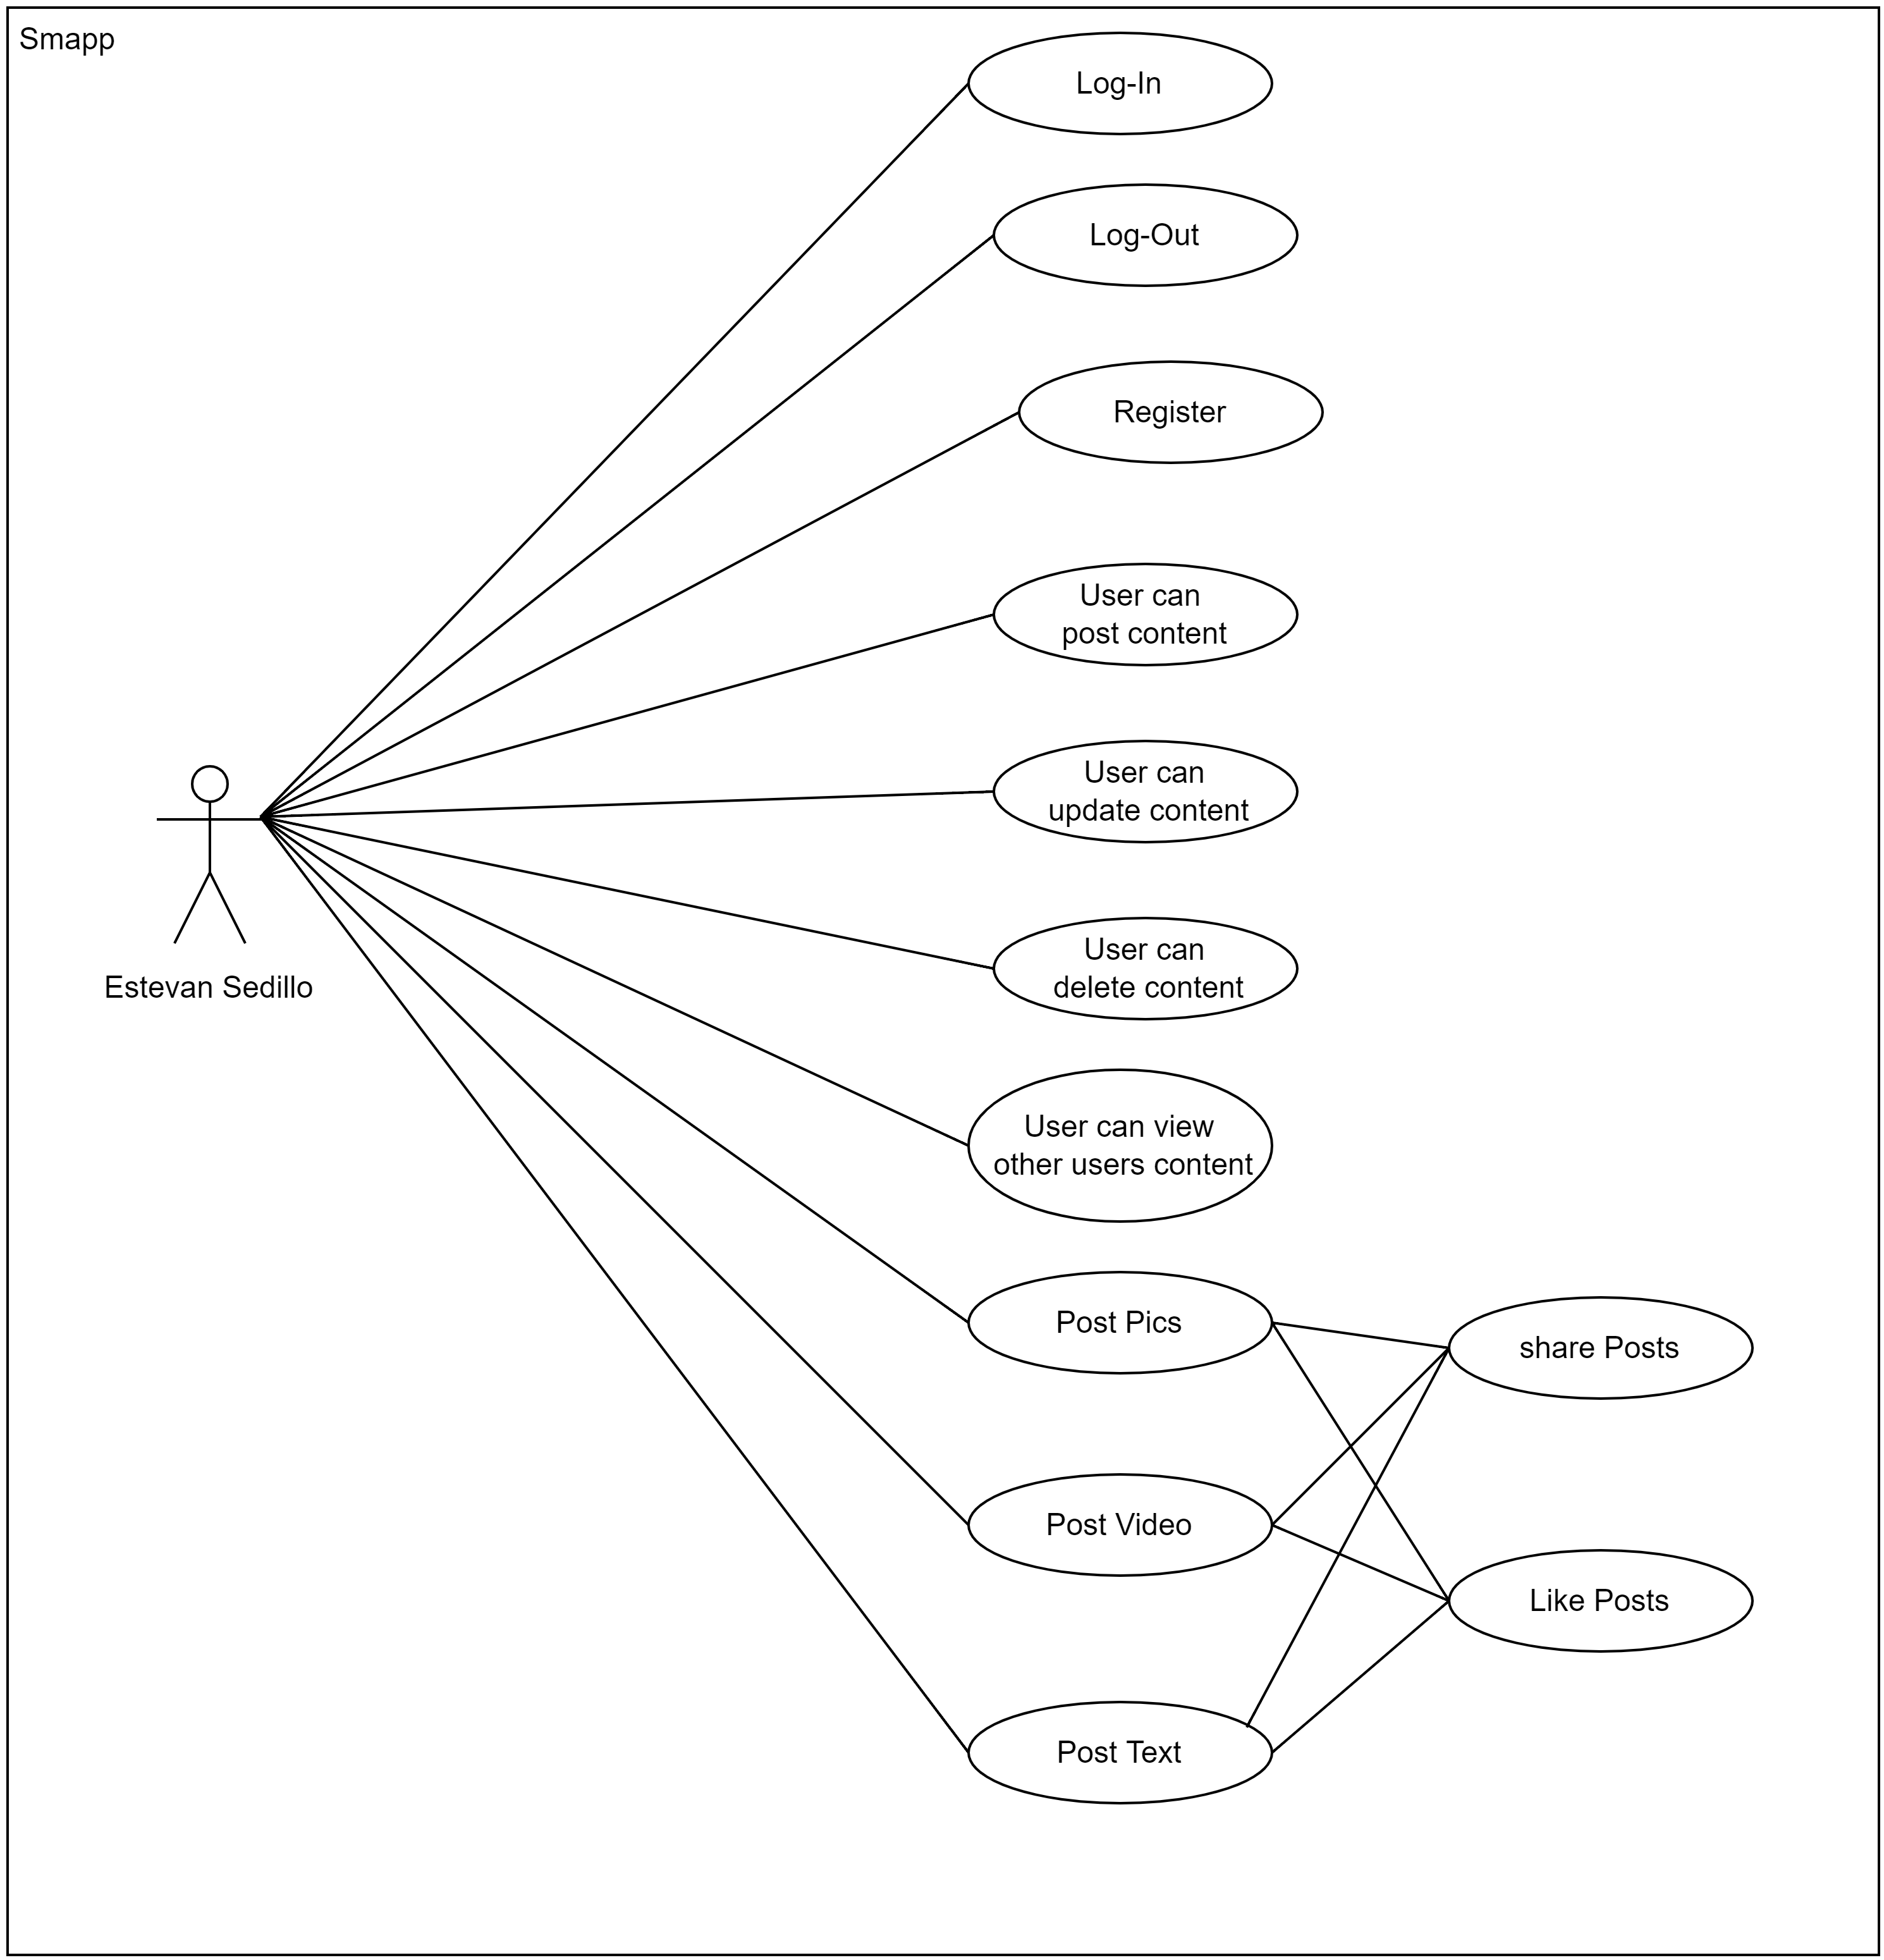 Smapp
Log-In
Log-Out
Register
User can
post content
User can
update content
User can
delete content
Estevan Sedillo
User can view
other users content
Post Pics
share Posts
Post Video
Like Posts
Post Text